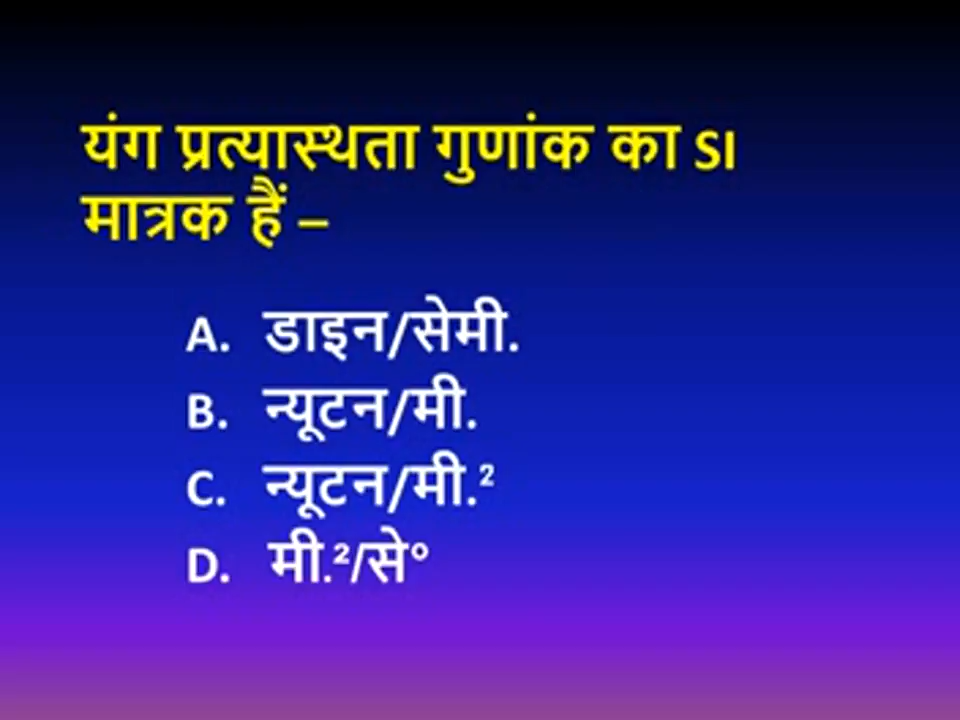 यंग प्रत्यास्थता गुणांक का SI
मात्रक हैं –
A. डाइन/सेमी.
B. न्यूटन/मी.
C. न्यूटन/मी.²
D. मी.²/से°